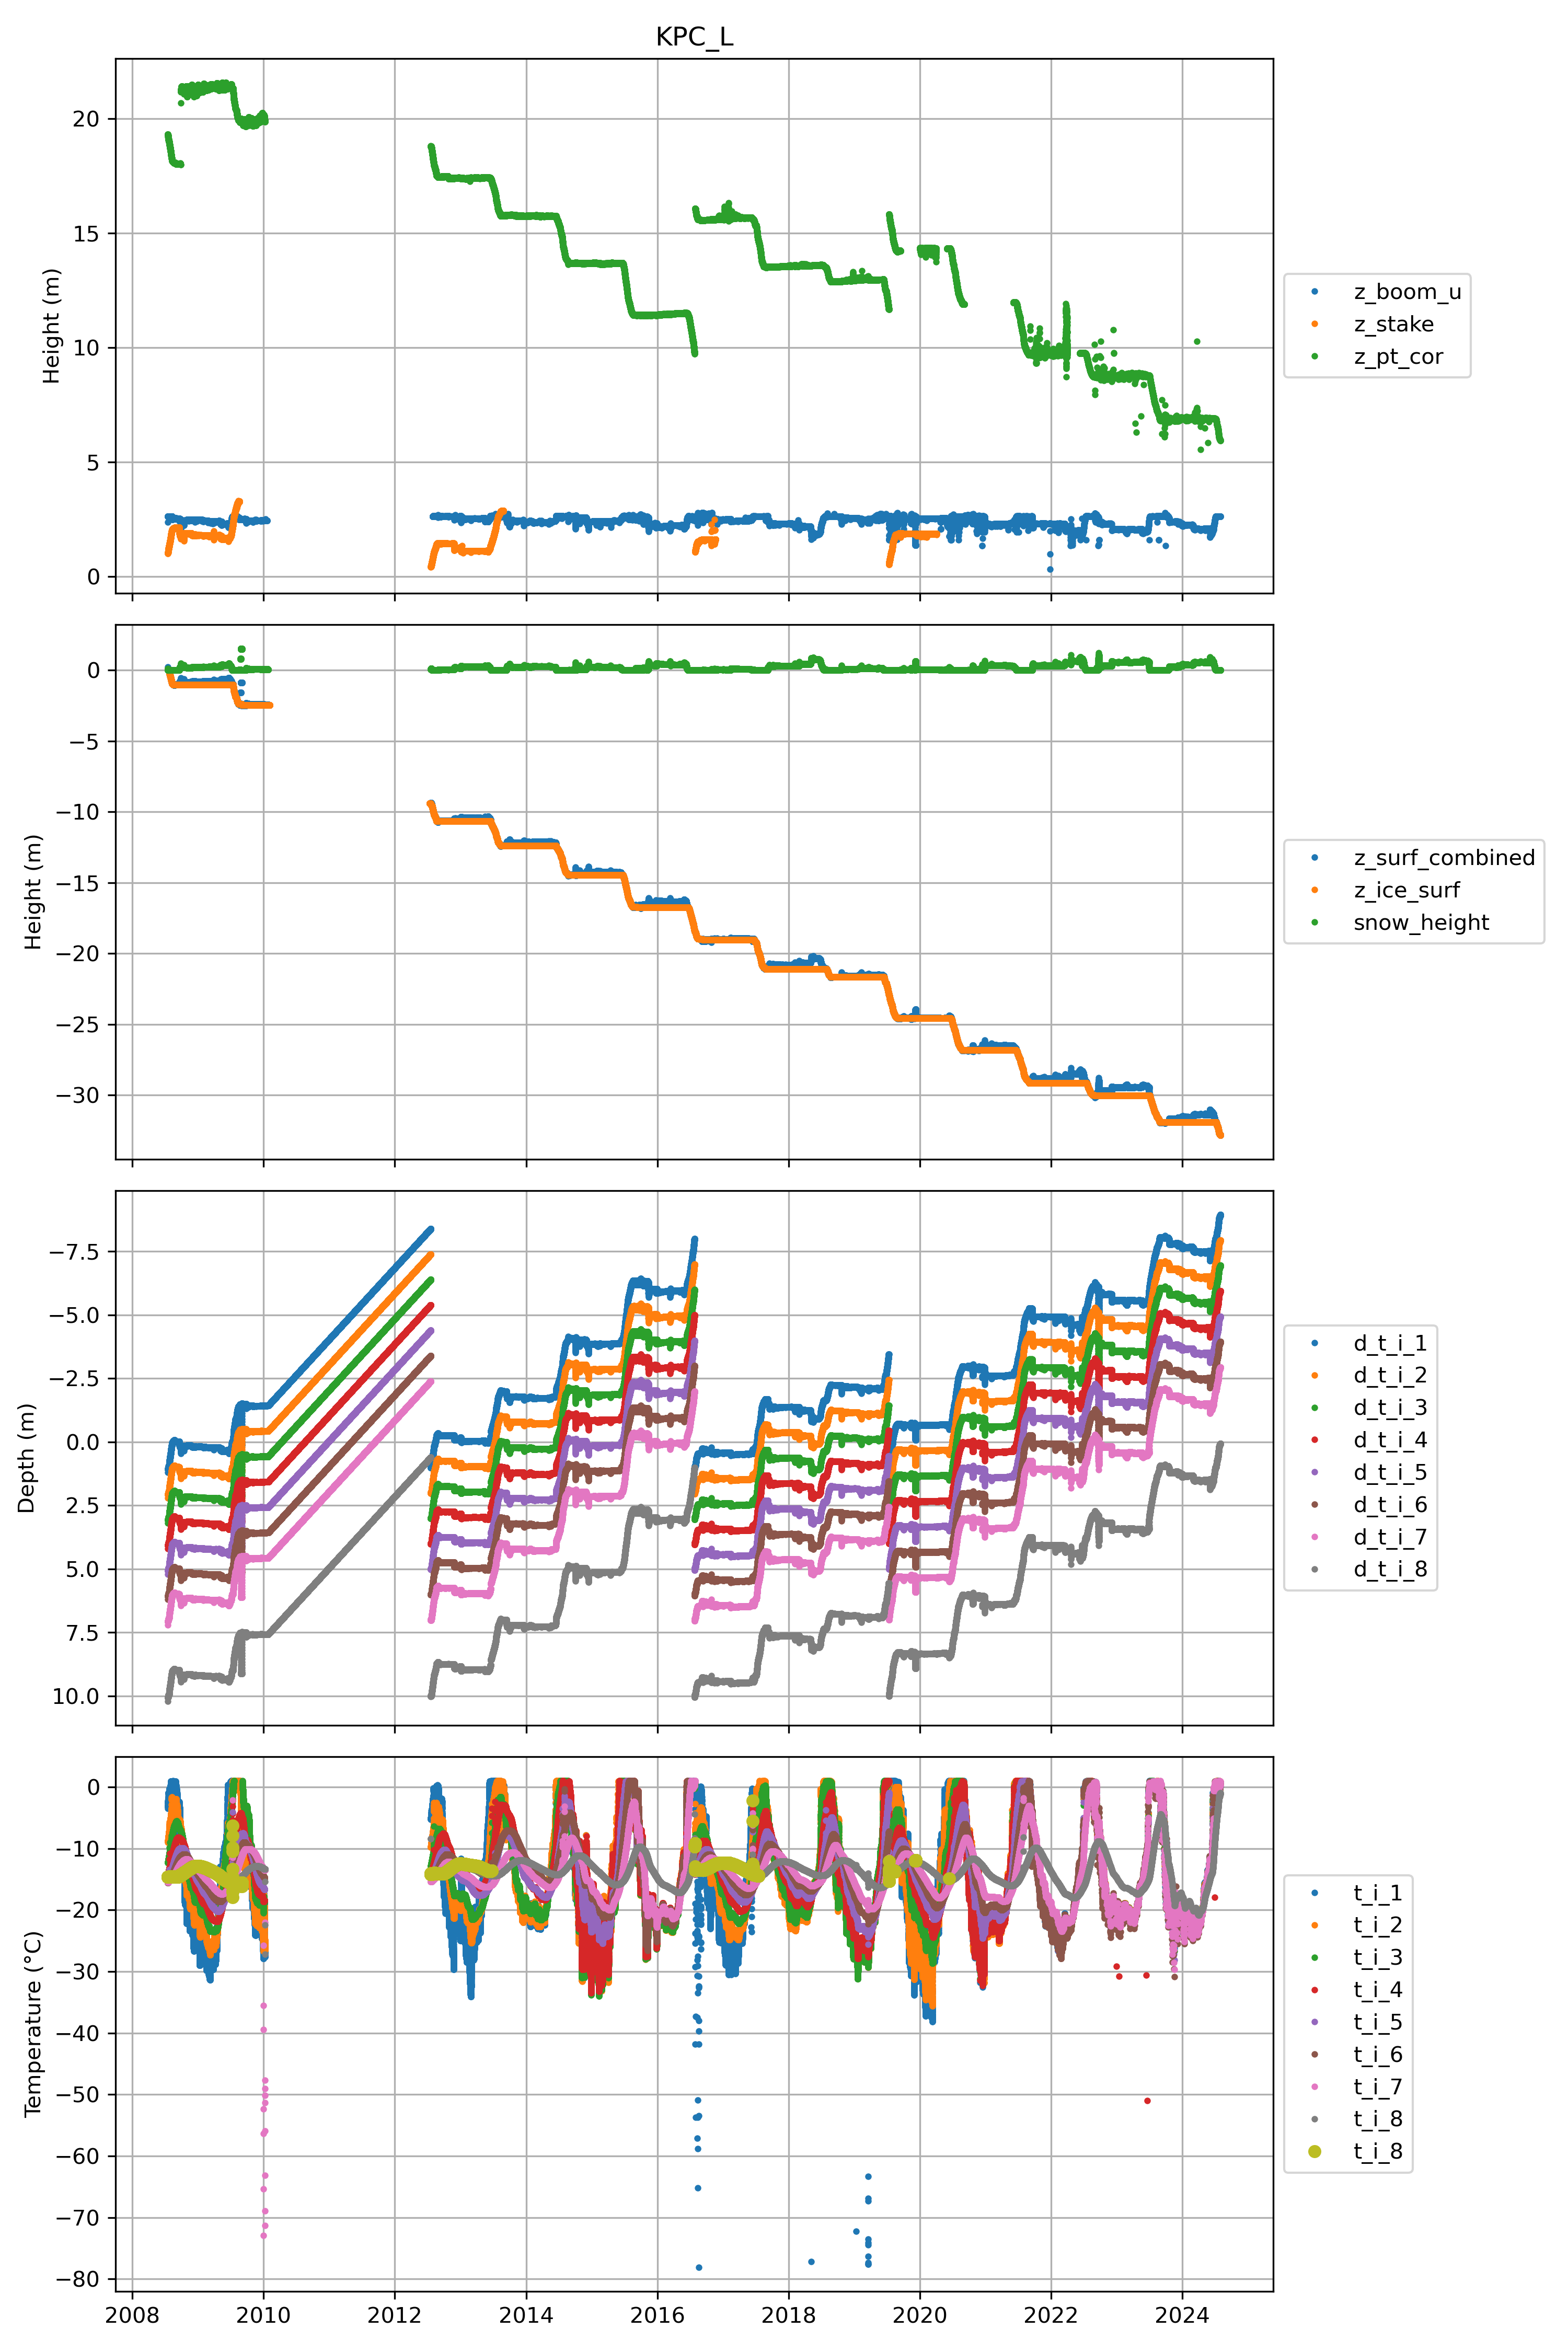 KPC_L
20
15
10
5
0
Height (m)
z_boom_u
z_stake
z_pt_cor
0
−5
−10
−15
−20
−25
−30
Height (m)
z_surf_combined
z_ice_surf
snow_height
−7.5
−5.0
−2.5
0.0
2.5
5.0
7.5
10.0
Depth (m)
d_t_i_1
d_t_i_2
d_t_i_3
d_t_i_4
d_t_i_5
d_t_i_6
d_t_i_7
d_t_i_8
0
−10
−20
−30
−40
−50
−60
−70
−80
Temperature (°C)
t_i_1
t_i_2
t_i_3
t_i_4
t_i_5
t_i_6
t_i_7
t_i_8
t_i_8
2008 2010 2012 2014 2016 2018 2020 2022 2024